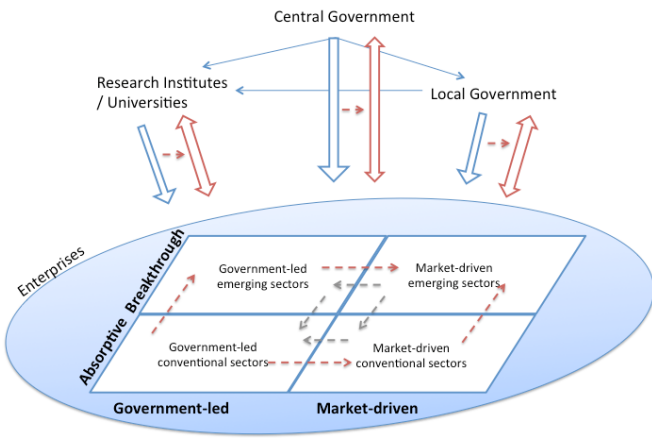 Central Government
Research Institutes
/ Universities
Local Government
Enterprises
Absorptive Breakthrough
Government-led
emerging sectors
Market-driven
emerging sectors
Government-led
conventional sectors
Market-driven
conventional sectors
Government-led
Market-driven